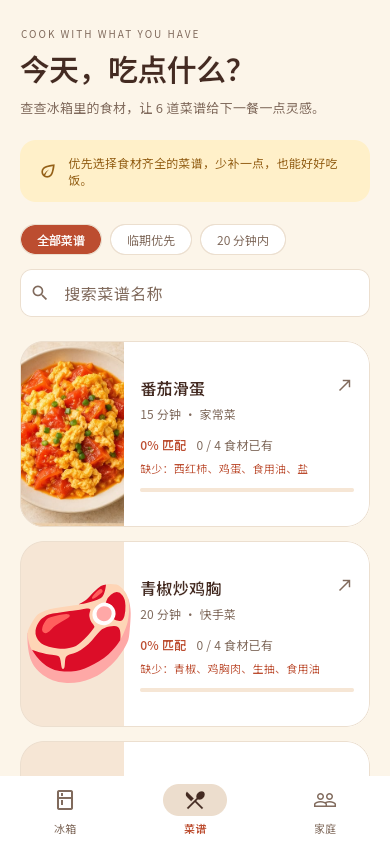 COOK WITH WHAT YOU HAVE
今天，吃点什么？
查查冰箱里的食材，让 6 道菜谱给下一餐一点灵感。
优先选择食材齐全的菜谱，少补一点，也能好好吃
饭。
全部菜谱 临期优先 20 分钟内
搜索菜谱名称
番茄滑蛋
15 分钟 · 家常菜
0% 匹配 0 / 4 食材已有
缺少：西红柿、鸡蛋、食用油、盐
青椒炒鸡胸
20 分钟 · 快手菜
0% 匹配 0 / 4 食材已有
缺少：青椒、鸡胸肉、生抽、食用油
冰箱 菜谱 家庭